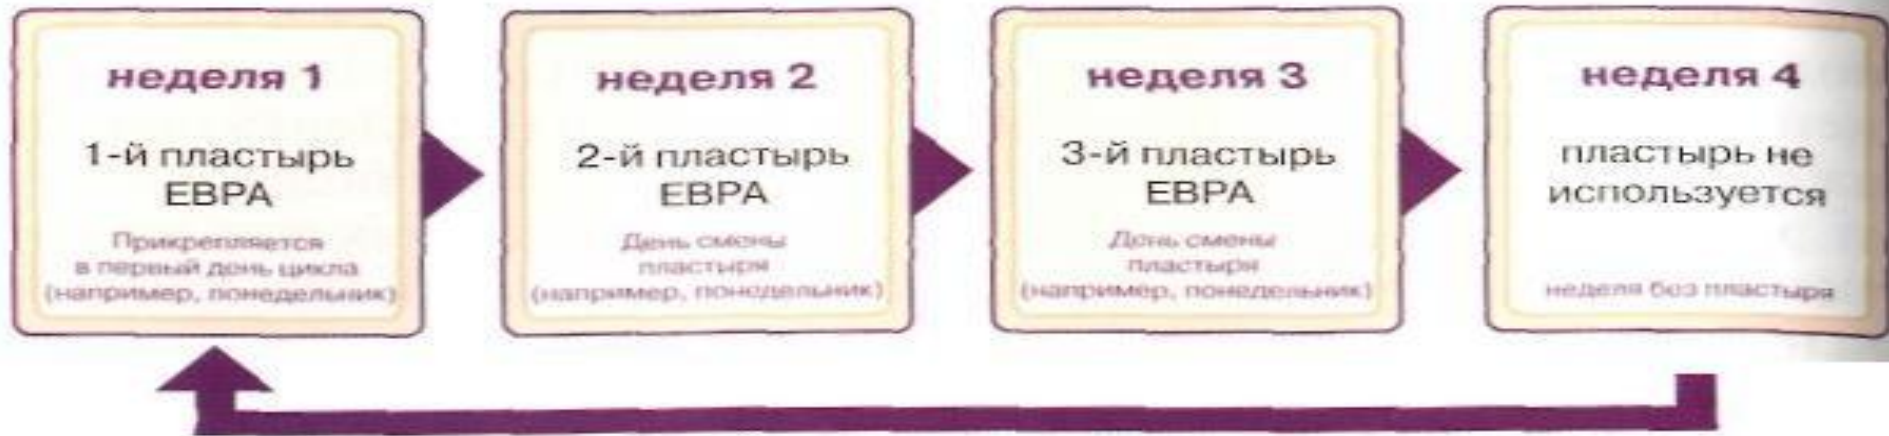 неделя 1
1-й пластырь
ЕВРА
Прикрепляется
в первый день цикла
(например, понедельник)
неделя 2
2-й пластырь
ЕВРА
День смены
пластыря
(например, понедельник)
неделя 3
3-й пластырь
ЕВРА
День смены
пластыря
(например, понедельник)
неделя 4
пластырь не
используется
неделя без пластыря